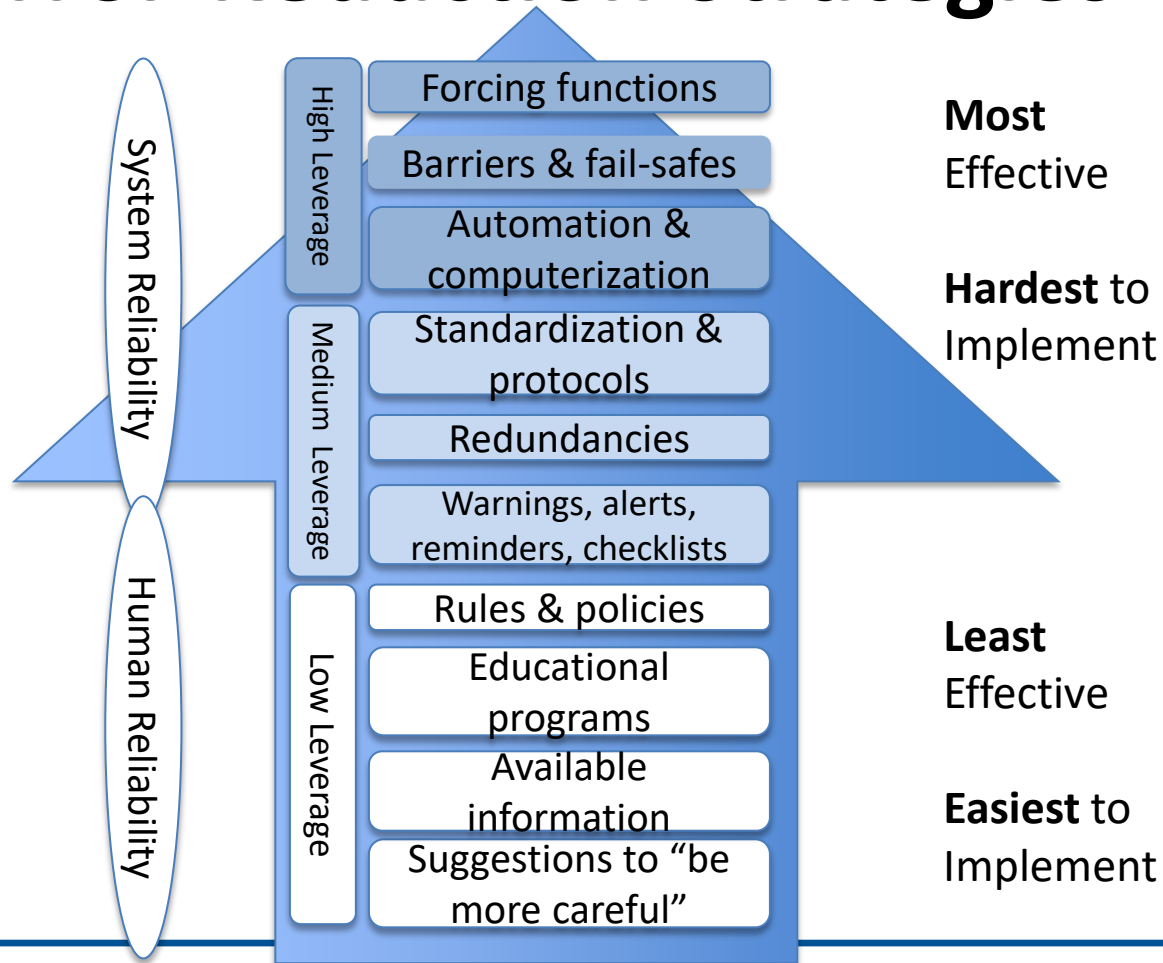 System Reliability
Human Reliability
High Leverage
Forcing functions
Barriers & fail-safes
Automation &
computerization
Medium Leverage
Standardization &
protocols
Redundancies
Warnings, alerts,
reminders, checklists
Low Leverage
Rules & policies
Educational
programs
Available
information
Suggestions to “be
more careful”
Most
Effective
Hardest to
Implement
Least
Effective
Easiest to
Implement